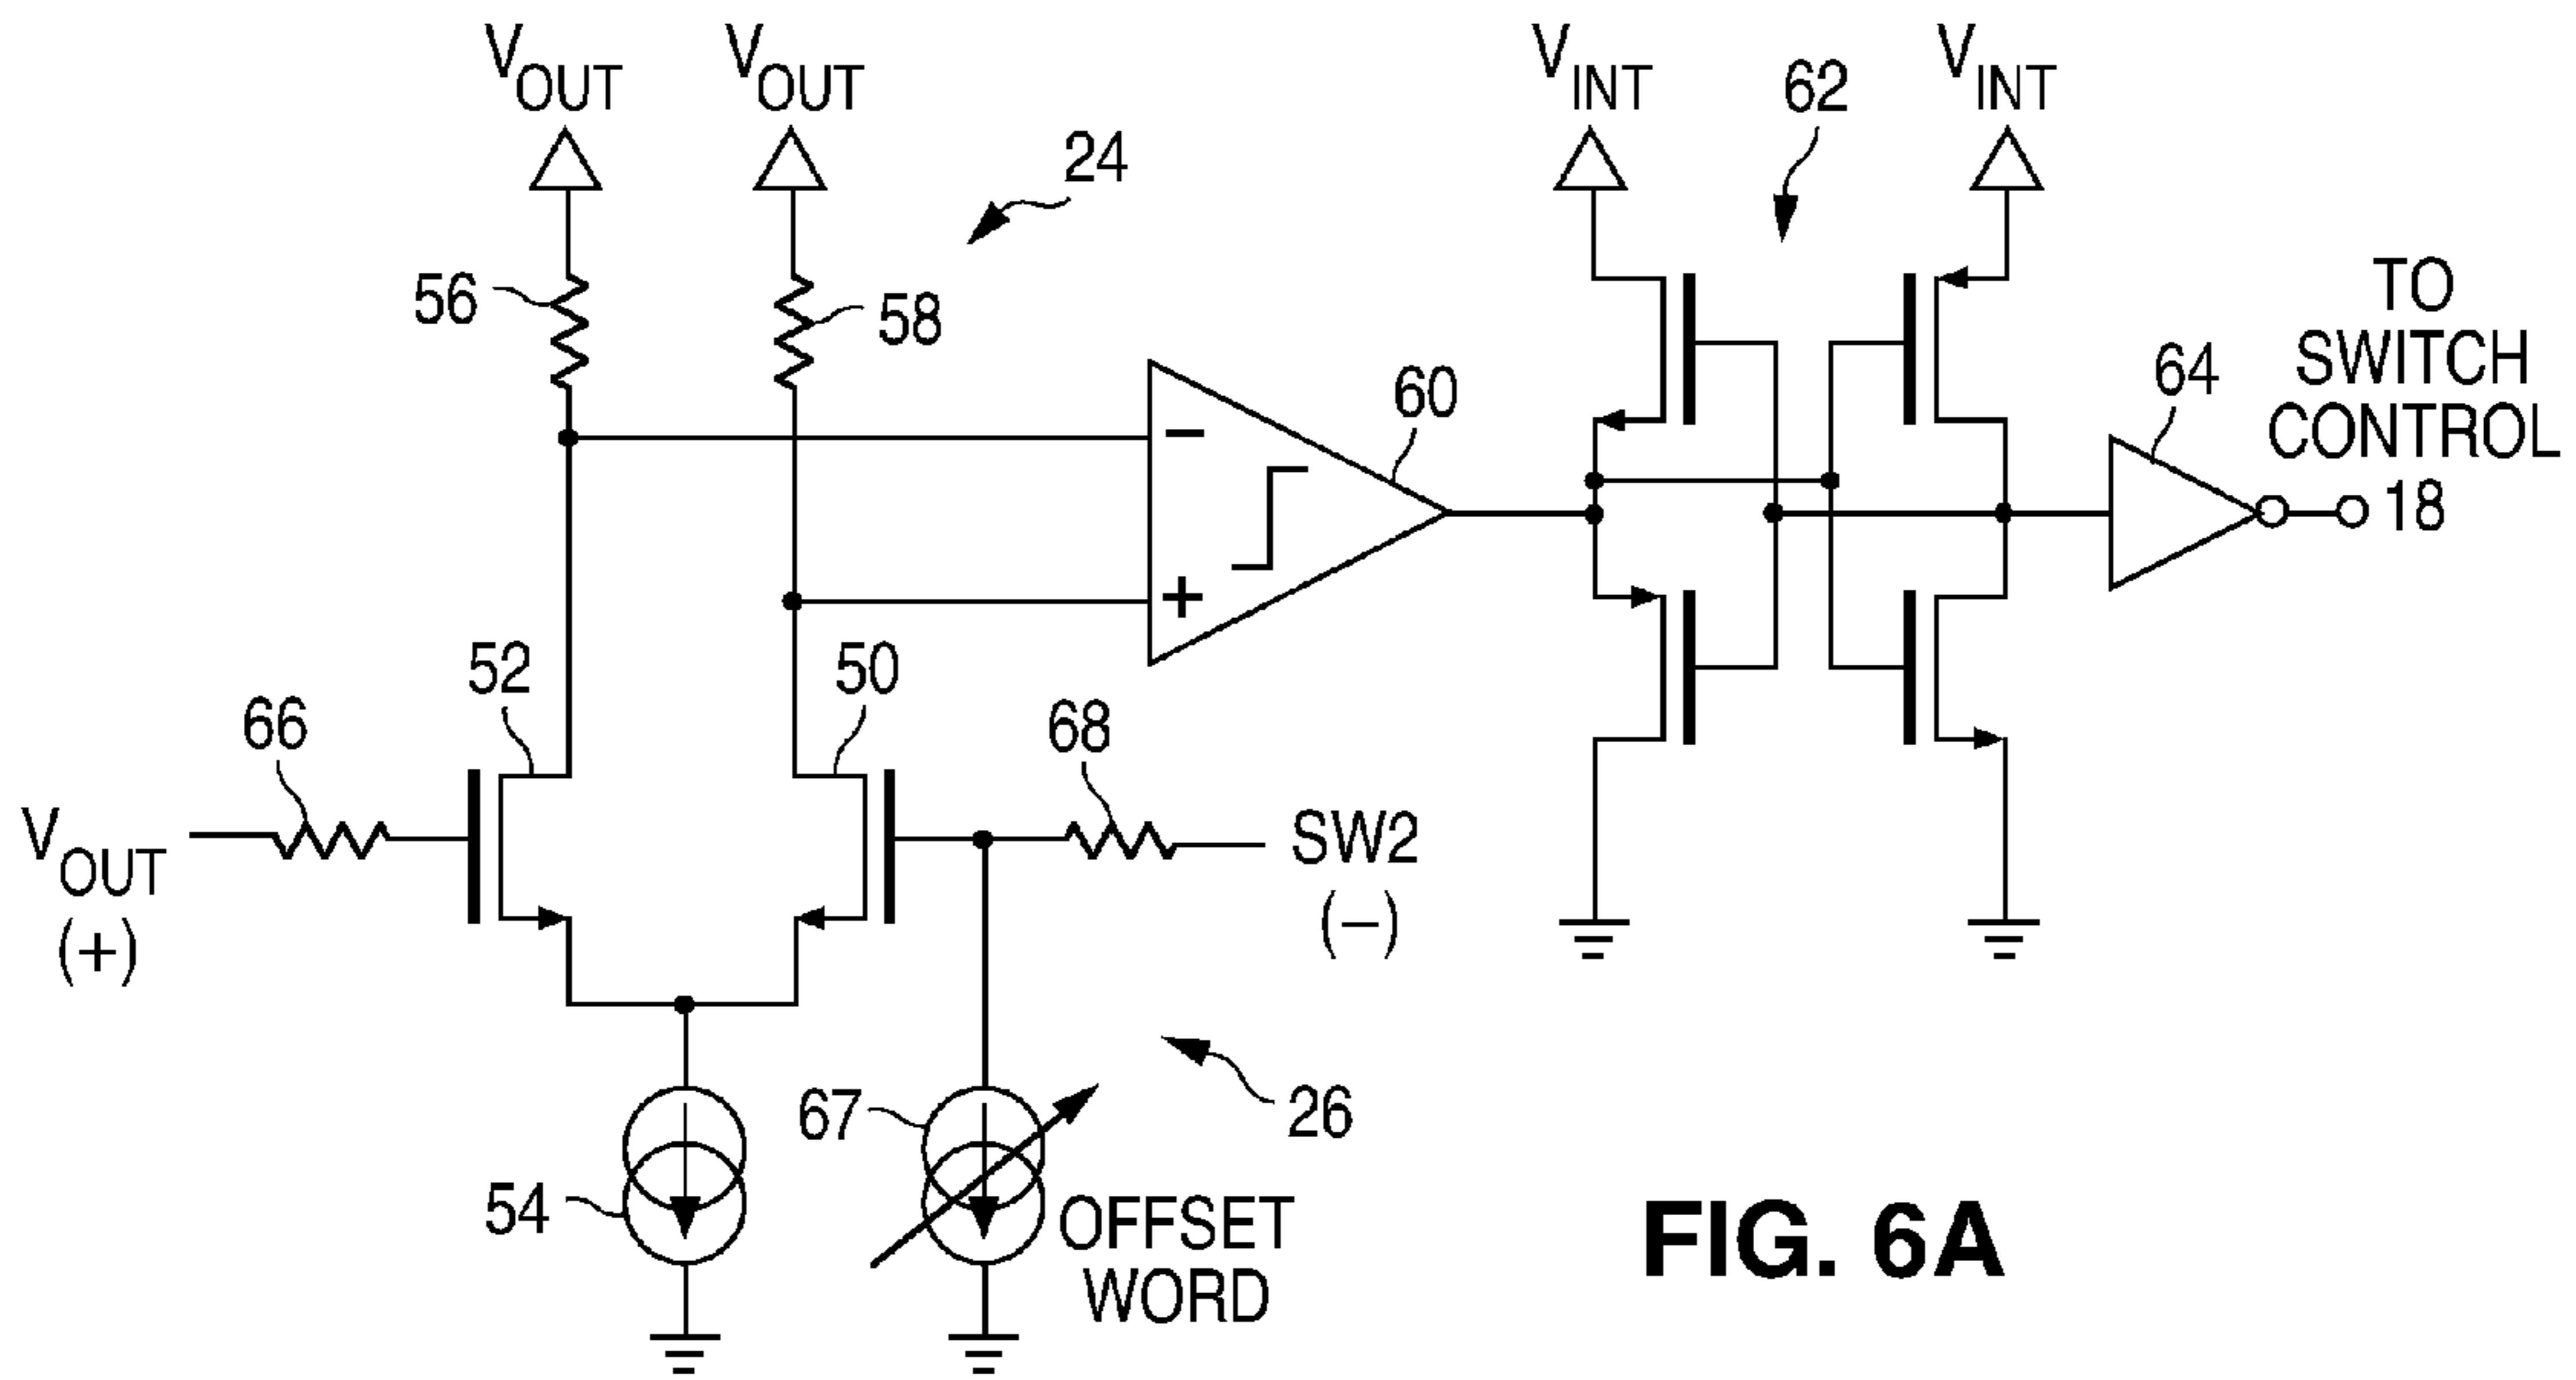 VOUT
VOUT
VINT
VINT
62
24
56
58
60
64
TO
SWITCH
CONTROL
18
−
+
52
50
66
68
VOUT
(+)
SW2
(−)
67
26
54
OFFSET
WORD
FIG. 6A